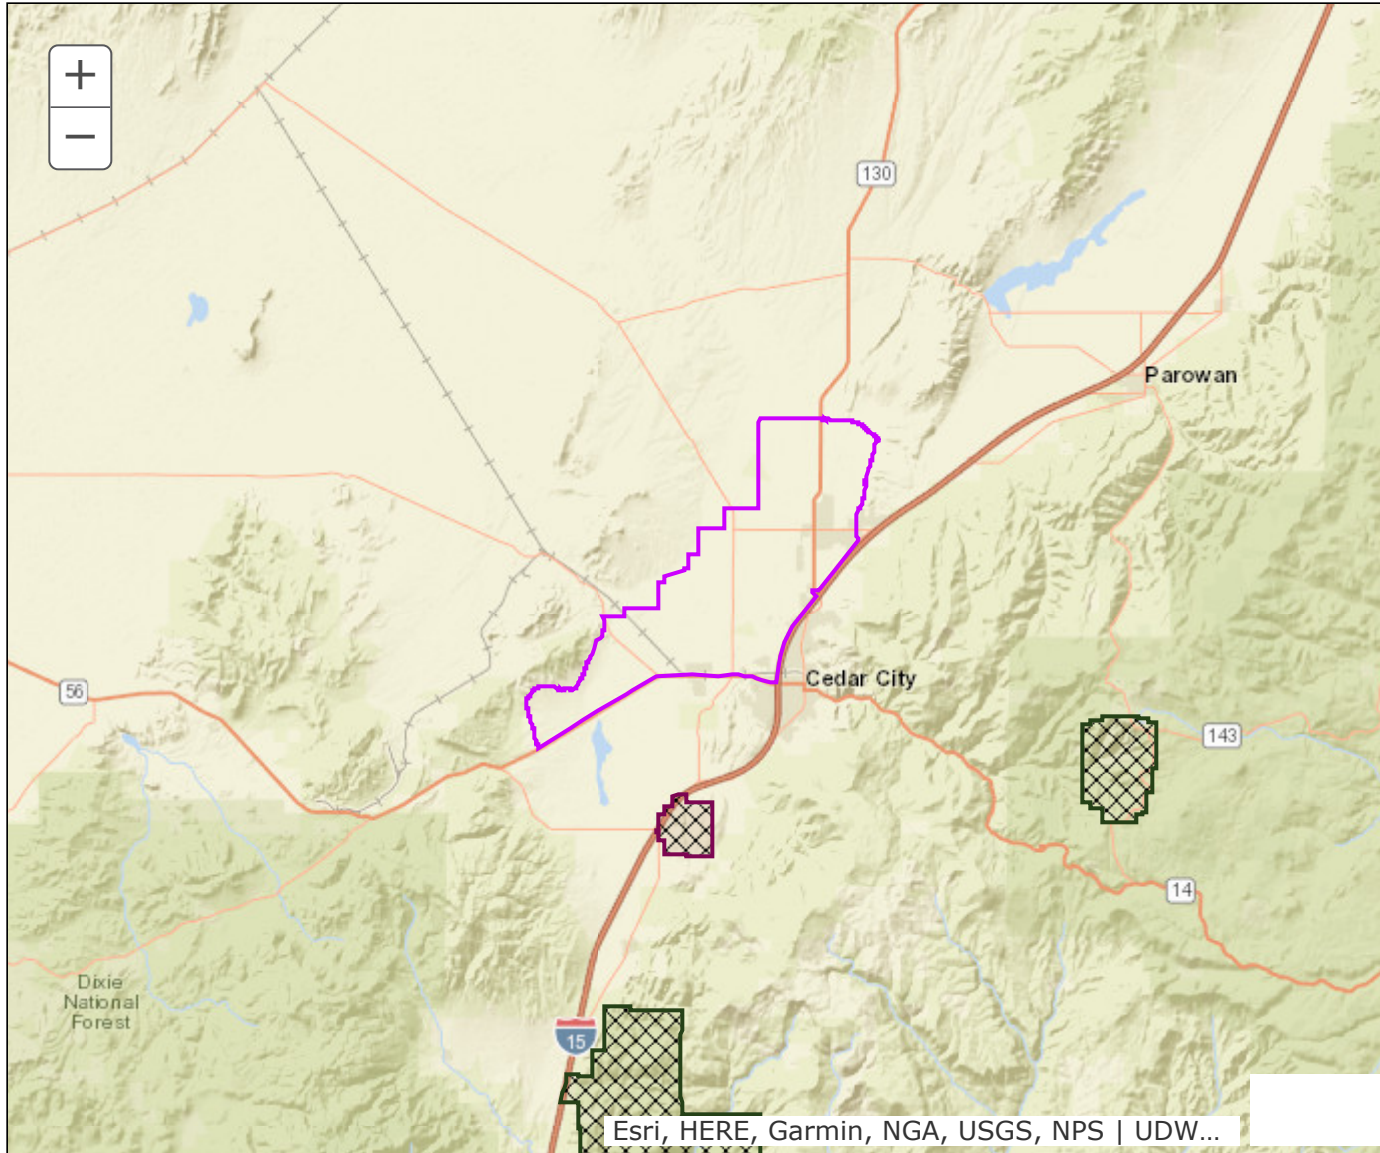 +
−
130
Parowan
56
Cedar City
143
14
Dixie
National
Forest
15
Esri, HERE, Garmin, NGA, USGS, NPS | UDW...